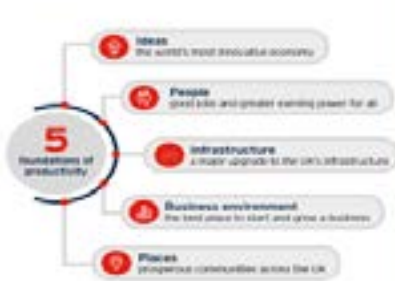 Ideas
the world's most innovative economy
People
good jobs and greater earning power for all
5
foundations of
productivity
Infrastructure
a major upgrade to the UK's infrastructure
Business environment
the best place to start and grow a business
Places
prosperous communities across the UK